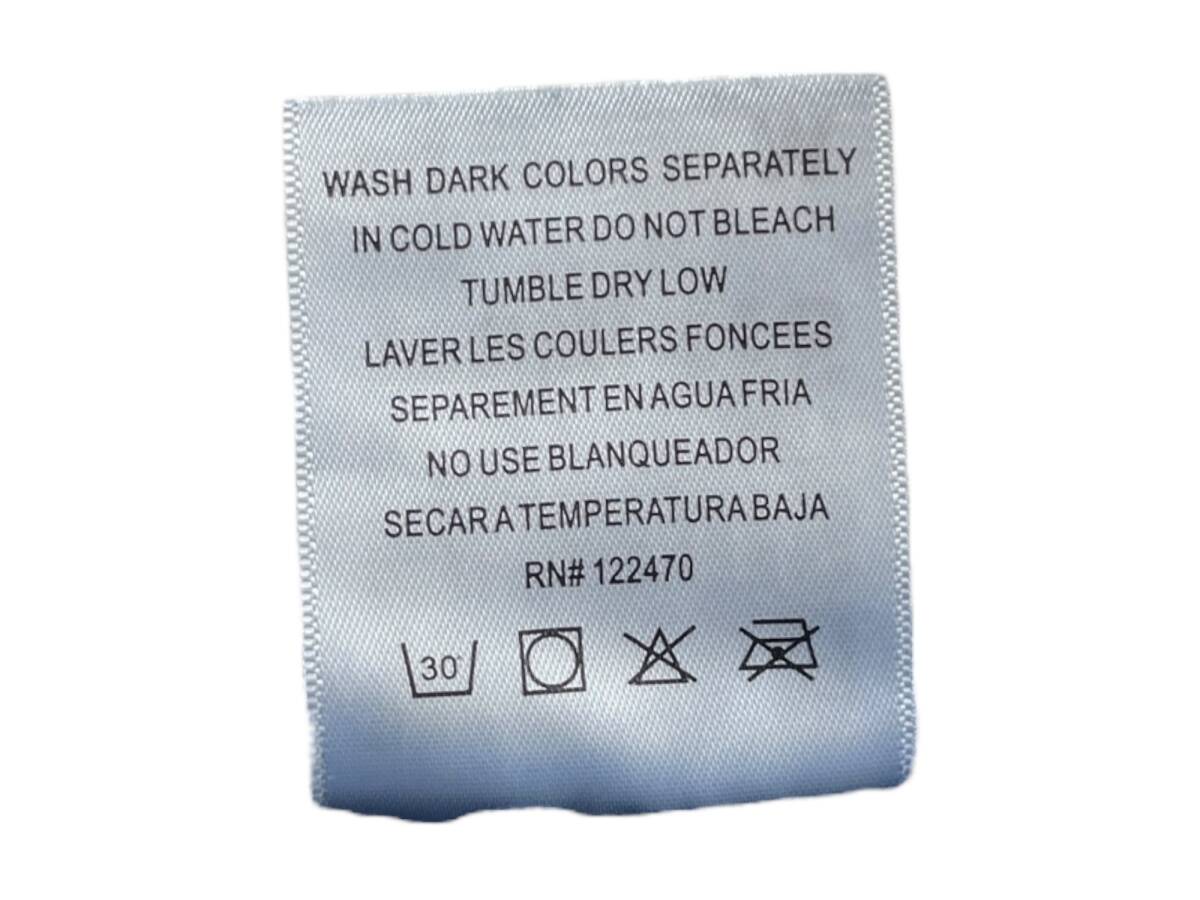 WASH DARK COLORS SEPARATELY
IN COLD WATER DO NOT BLEACH
TUMBLE DRY LOW
LAVER LES COULERS FONCEES
SEPAREMENT EN AGUA FRIA
NO USE BLANQUEADOR
SECAR A TEMPERATURA BAJA
RN# 122470
30°